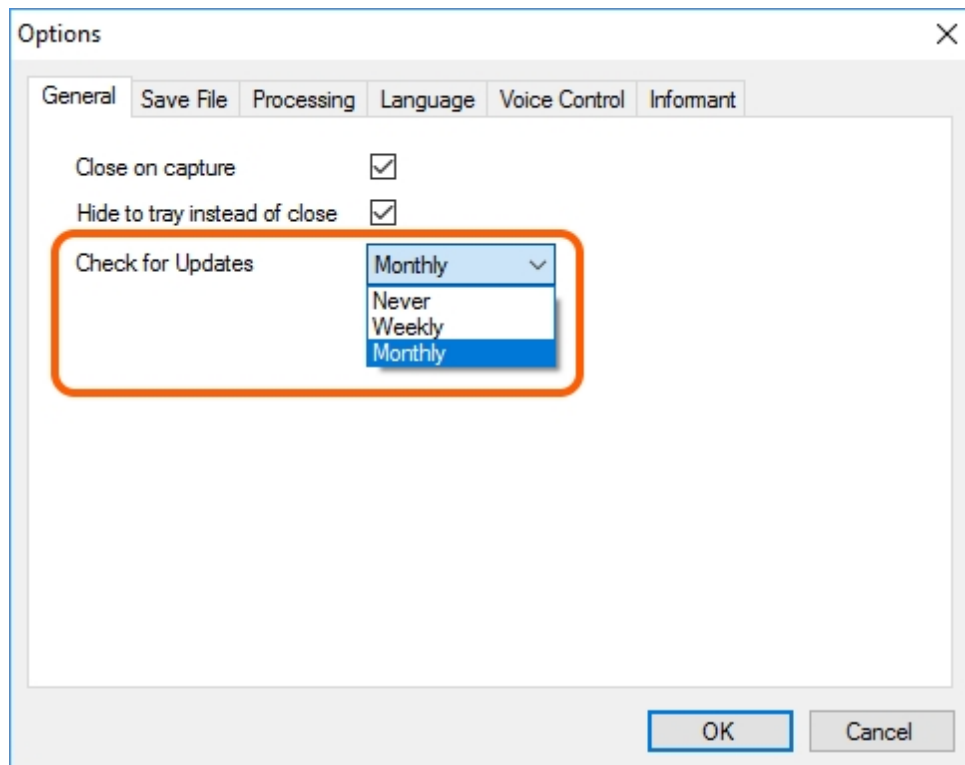 Options
General Save File Processing Language Voice Control Informant
Close on capture
Hide to tray instead of close
Check for Updates Monthly
Never
Weekly
Monthly
OK Cancel